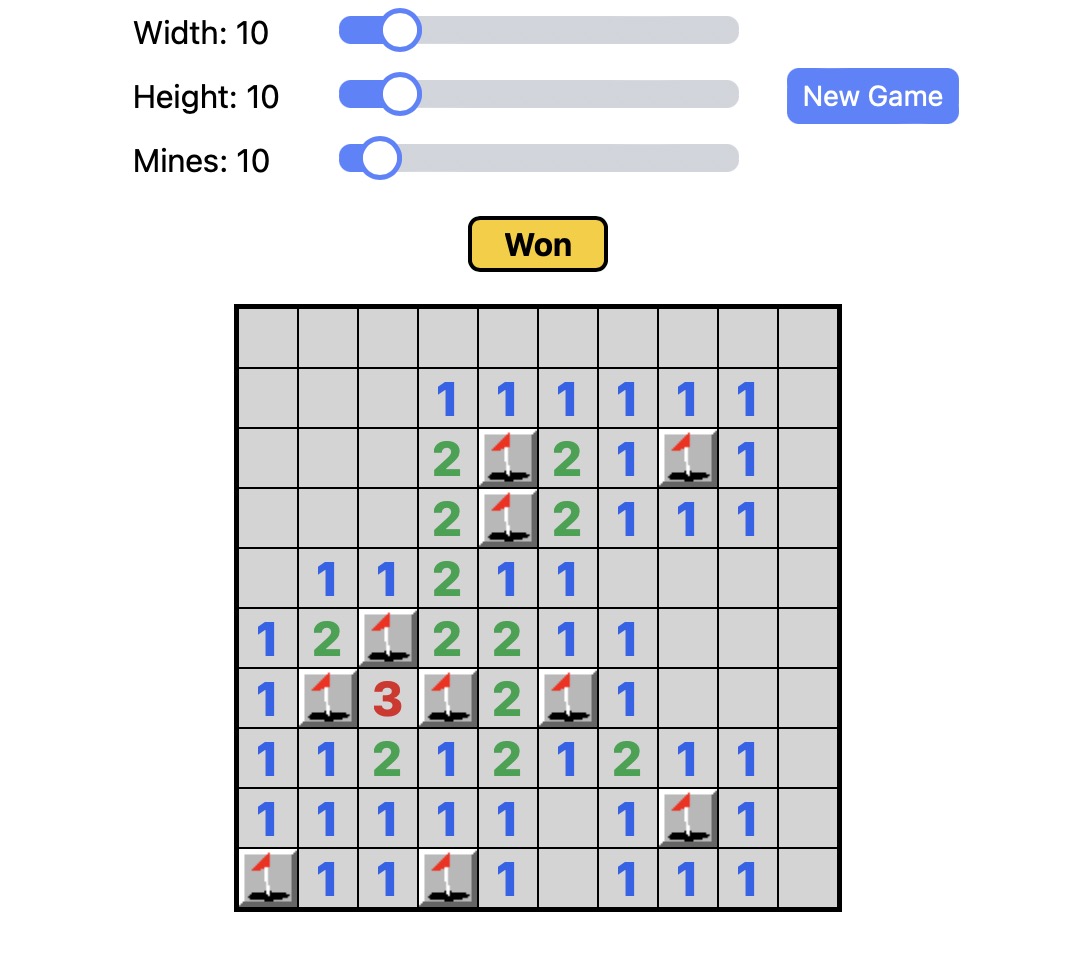 Width: 10
Height: 10
New Game
Mines: 10
Won
1 1 1 1 1 1
2 2 1 1
2 2 1 1 1
1 1 2 1 1
1 2 2 2 1 1
1 3 2 1
1 1 2 1 2 1 2 1 1
1 1 1 1 1 1 1
1 1 1 1 1 1